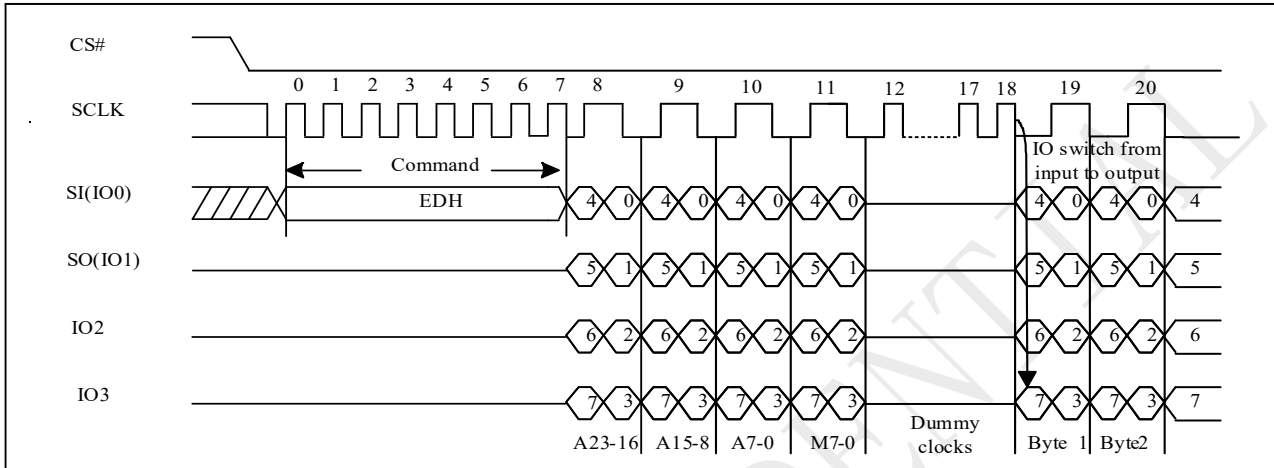 CS#
0 1 2 3 4 5 6 7 8 9 10 11 12 17 18 19 20
SCLK
Command
IO switch from
input to output
SI(IO0)
EDH
4 0 4 0 4 0 4 0 4 0 4 0 4
SO(IO1)
5 1 5 1 5 1 5 1 5 1 5 1 5
IO2
6 2 6 2 6 2 6 2 6 2 6 2 6
IO3
7 3 7 3 7 3 7 3 7 3 7 3 7
A23-16 A15-8 A7-0 M7-0
Dummy
clocks
Byte 1 Byte2
DENTIAL